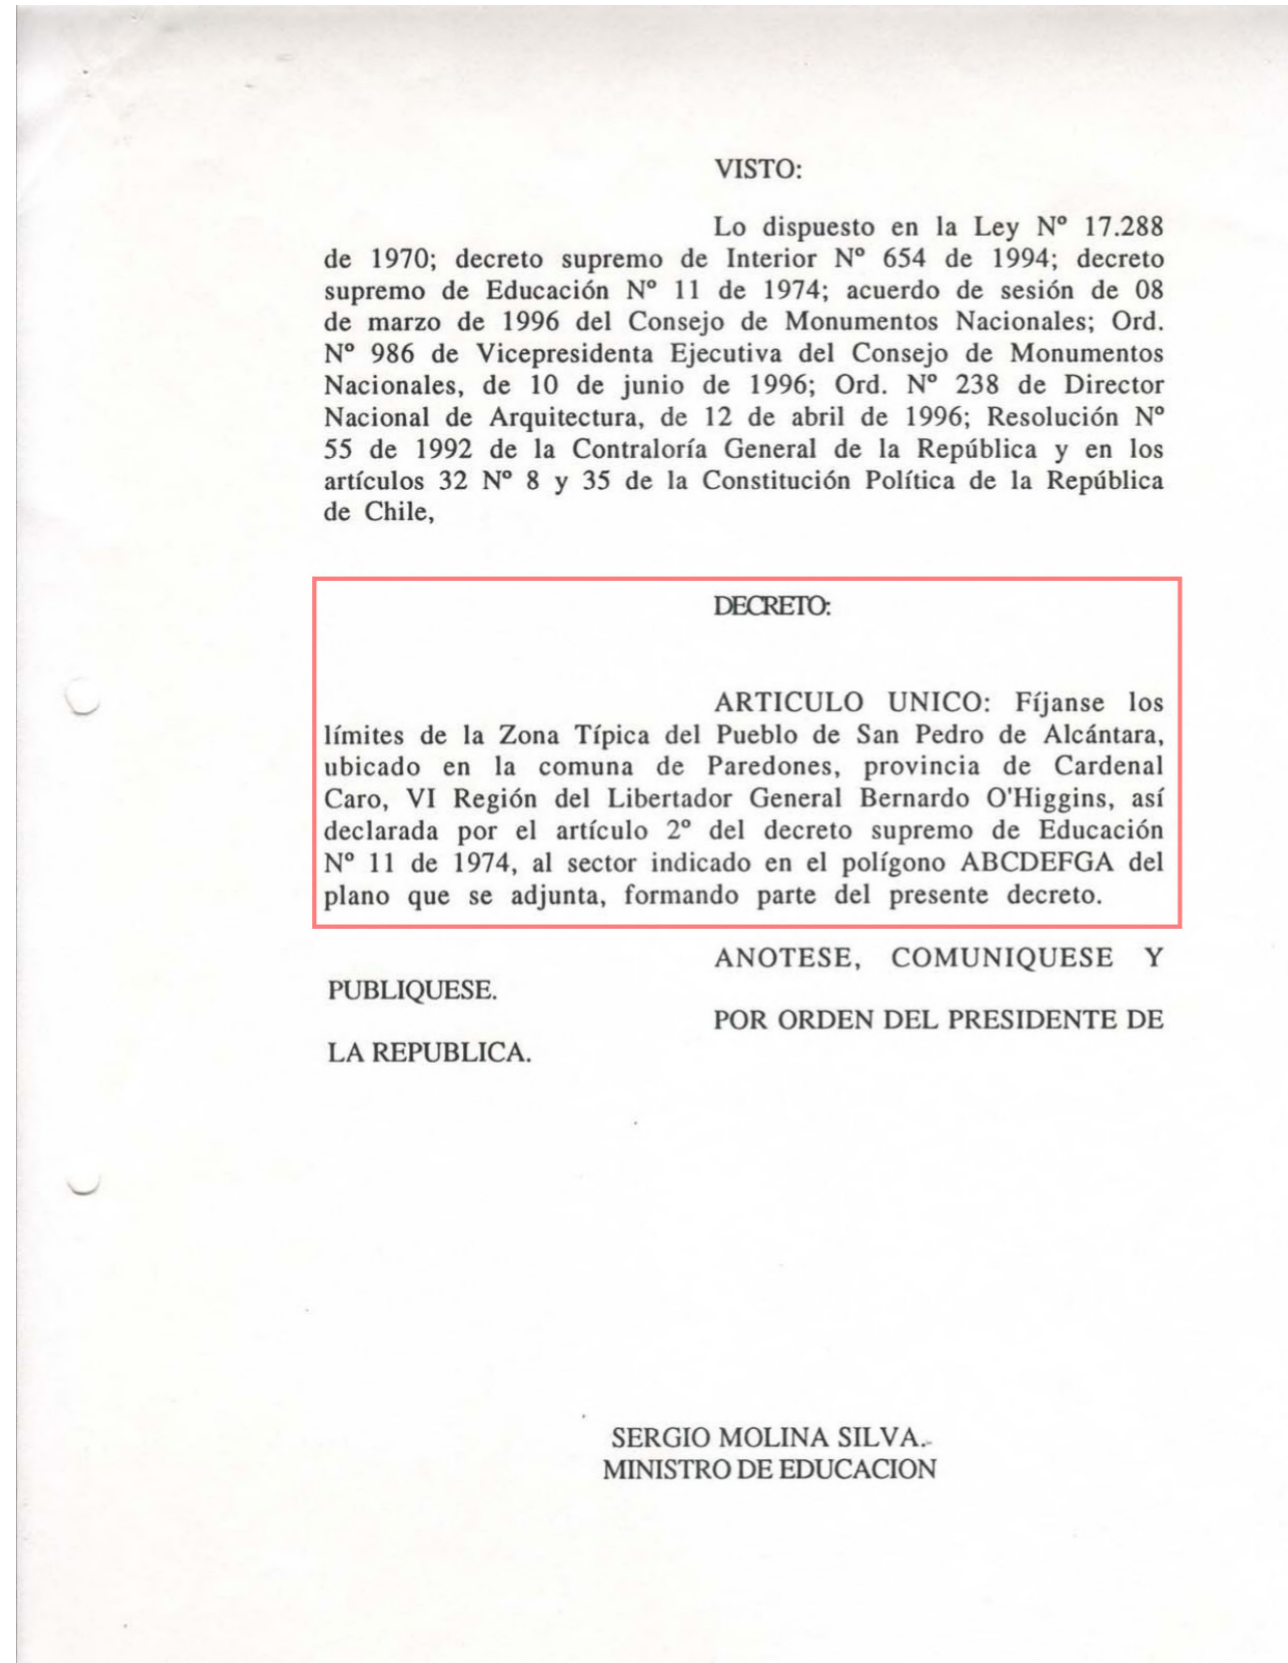 VISTO:
Lo dispuesto en la Ley Nº 17.288
de 1970; decreto supremo de Interior Nº 654 de 1994; decreto
supremo de Educación Nº 11 de 1974; acuerdo de sesión de 08
de marzo de 1996 del Consejo de Monumentos Nacionales; Ord.
Nº 986 de Vicepresidenta Ejecutiva del Consejo de Monumentos
Nacionales, de 10 de junio de 1996; Ord. Nº 238 de Director
Nacional de Arquitectura, de 12 de abril de 1996; Resolución Nº
55 de 1992 de la Contraloría General de la República y en los
artículos 32 Nº 8 y 35 de la Constitución Política de la República
de Chile,
DECRETO:
ARTICULO UNICO: Fíjanse los
límites de la Zona Típica del Pueblo de San Pedro de Alcántara,
ubicado en la comuna de Paredones, provincia de Cardenal
Caro, VI Región del Libertador General Bernardo O'Higgins, así
declarada por el artículo 2º del decreto supremo de Educación
Nº 11 de 1974, al sector indicado en el polígono ABCDEFGA del
plano que se adjunta, formando parte del presente decreto.
ANOTESE, COMUNIQUESE Y
PUBLIQUESE.
POR ORDEN DEL PRESIDENTE DE
LA REPUBLICA.
SERGIO MOLINA SILVA.-
MINISTRO DE EDUCACION